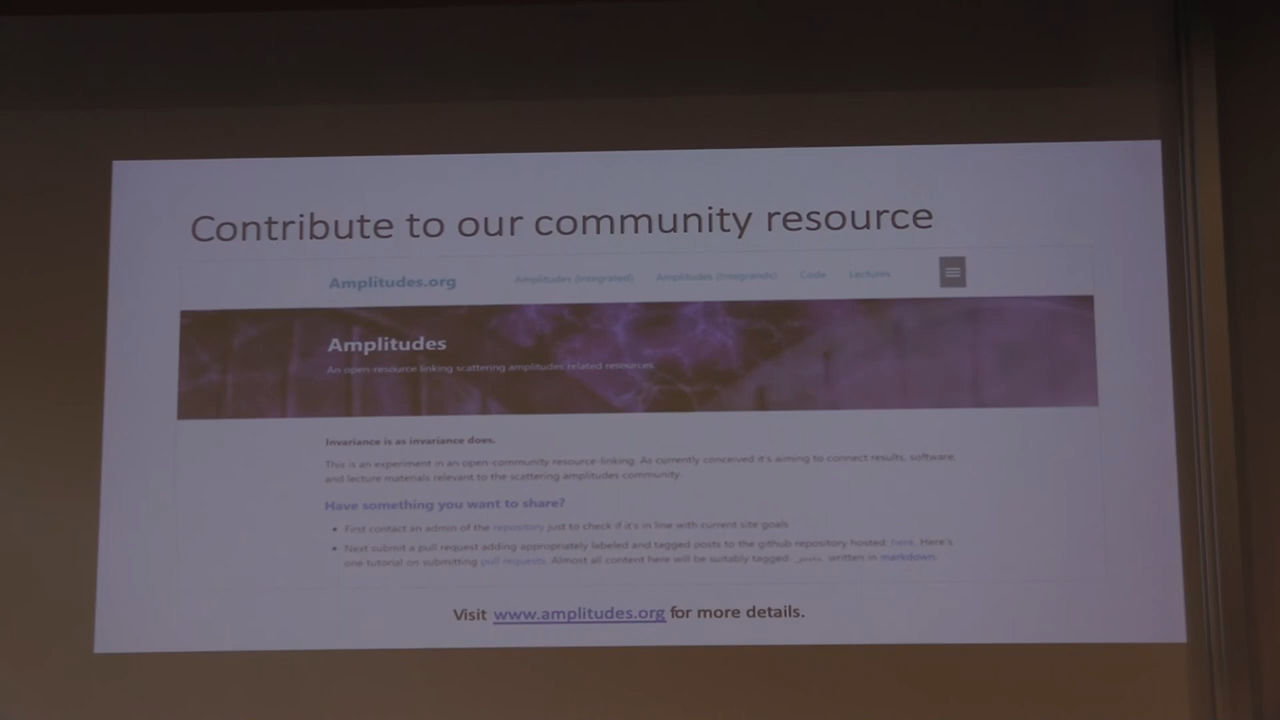 Contribute to our community resource
Amplitudes.org Amplitudes (Integrated) Amplitudes (Integrands) Code Lectures
Amplitudes
An open-resource linking scattering amplitudes related resources.
Invariance is as invariance does.
This is an experiment in an open-community resource-linking. As currently conceived it's aiming to connect results, software,
and lecture materials relevant to the scattering amplitudes community.
Have something you want to share?
• First contact an admin of the repository just to check if it's in line with current site goals
• Next submit a pull request adding appropriately labeled and tagged posts to the github repository hosted: here. Here's
one tutorial on submitting pull requests. Almost all content here will be suitably tagged written in markdown.
Visit www.amplitudes.org for more details.